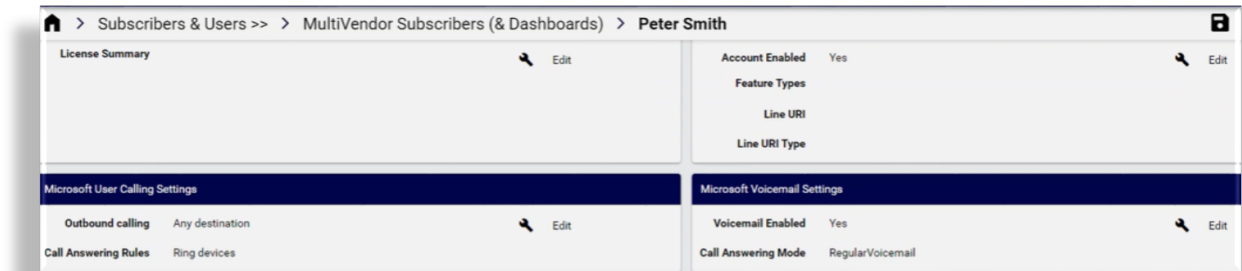 > Subscribers & Users >> > MultiVendor Subscribers (& Dashboards) > Peter Smith
License Summary Edit
Account Enabled Yes Edit
Feature Types
Line URI
Line URI Type
Microsoft User Calling Settings
Outbound calling Any destination Edit
Call Answering Rules Ring devices
Microsoft Voicemail Settings
Voicemail Enabled Yes Edit
Call Answering Mode RegularVoicemail